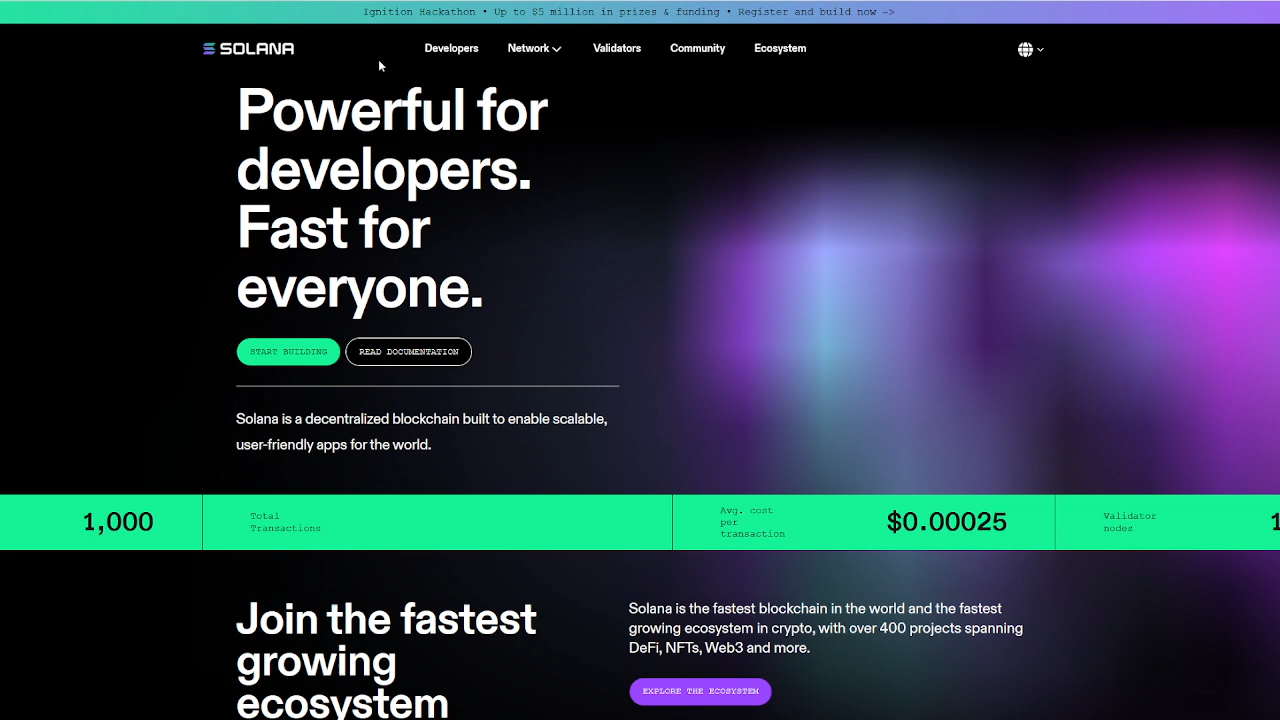 Ignition Hackathon • Up to $5 million in prizes & funding • Register and build now —>
SOLANA
Developers
Network
Validators
Community
Ecosystem
Powerful for
developers.
Fast for
everyone.
START BUILDING
READ DOCUMENTATION
Solana is a decentralized blockchain built to enable scalable,
user-friendly apps for the world.
1,000
Total
Transactions
Avg. cost
per
transaction
$0.00025
Validator
nodes
Join the fastest
growing
ecosystem
Solana is the fastest blockchain in the world and the fastest
growing ecosystem in crypto, with over 400 projects spanning
DeFi, NFTs, Web3 and more.
EXPLORE THE ECOSYSTEM